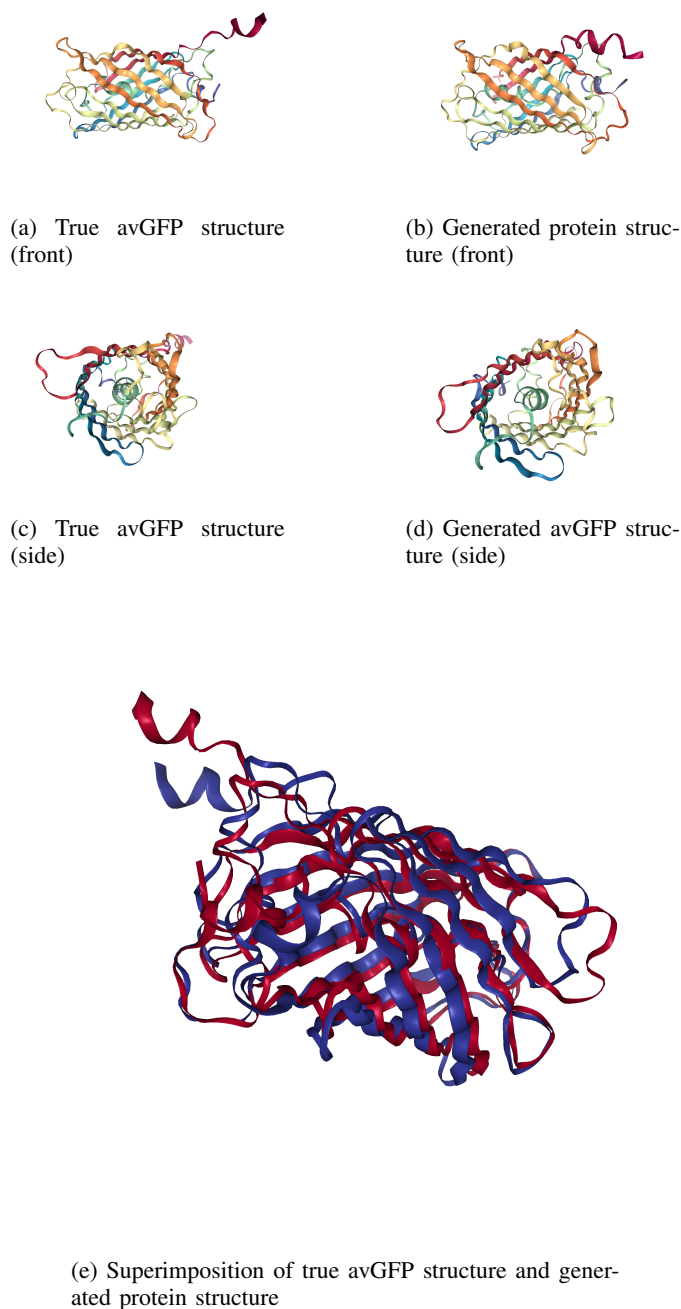 (a) True avGFP structure
(front)
(b) Generated protein struc-
ture (front)
(c) True avGFP structure
(side)
(d) Generated avGFP struc-
ture (side)
(e) Superimposition of true avGFP structure and gener-
ated protein structure